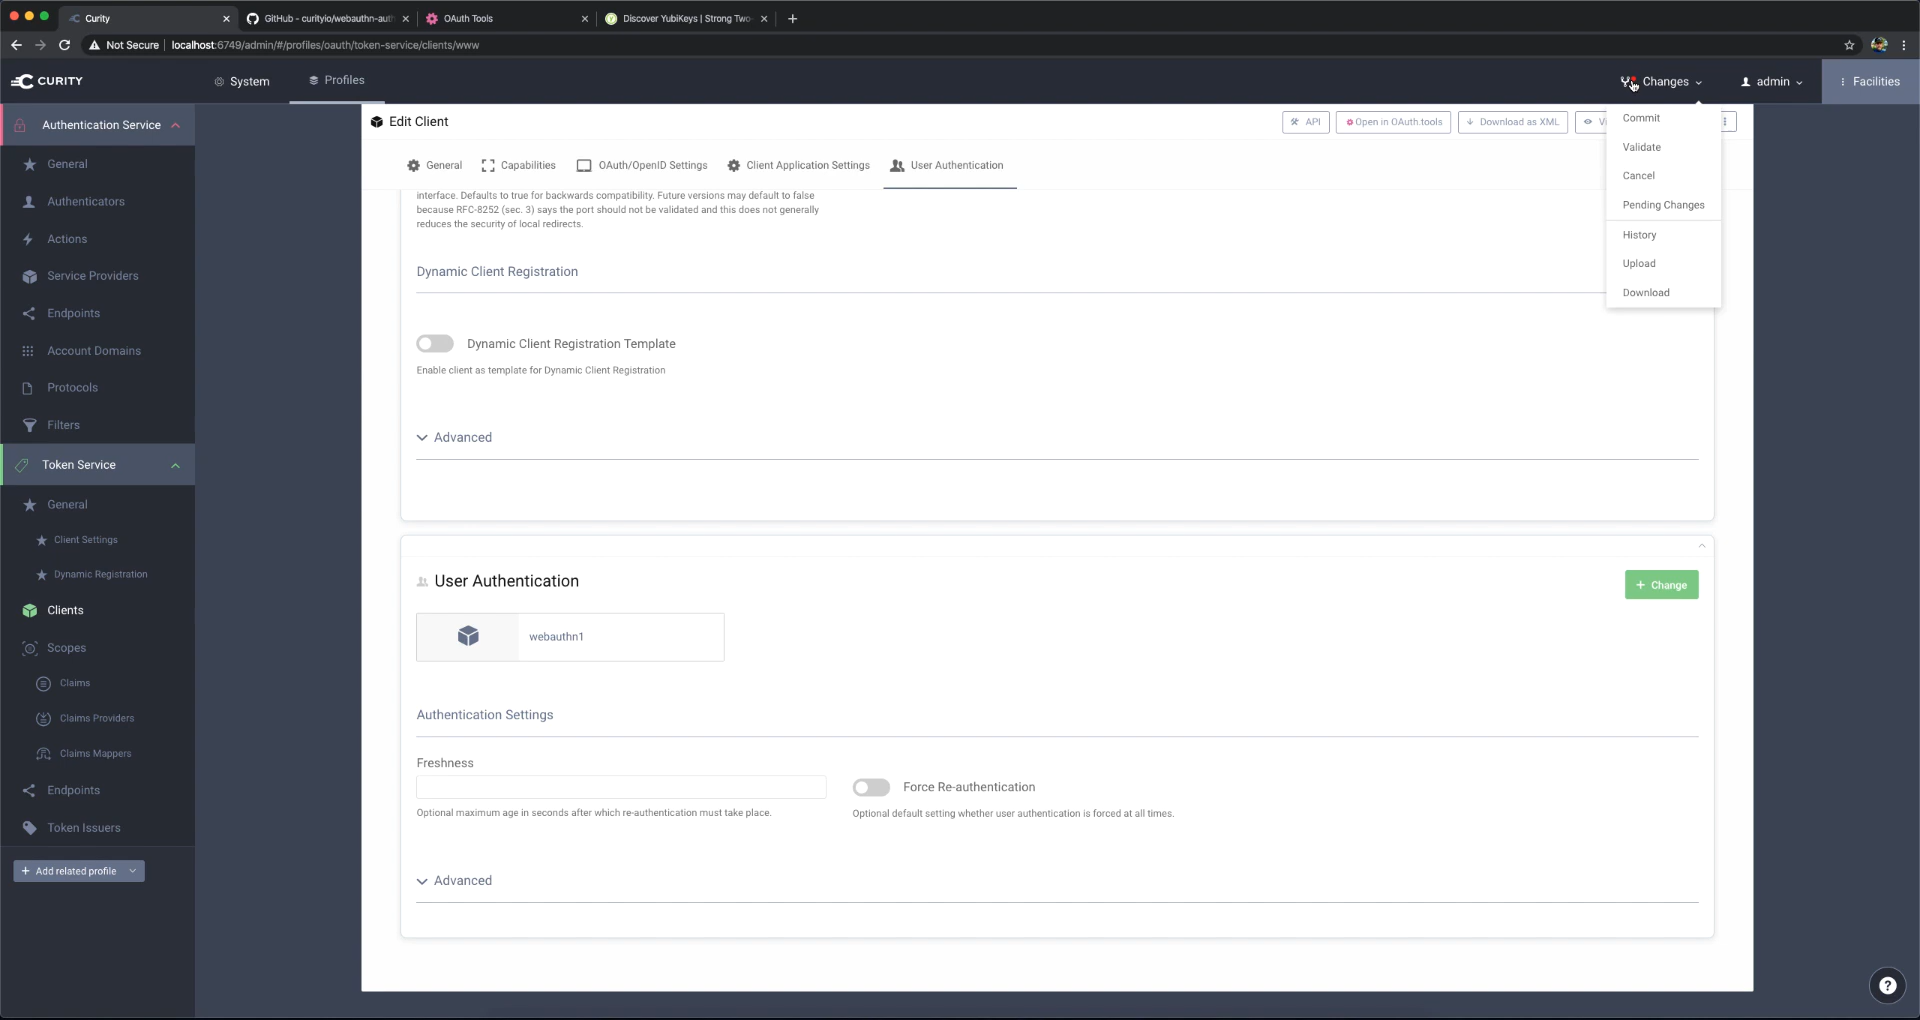 Curity
GitHub - curityio/webauthn-auth
OAuth Tools
Discover YubiKeys | Strong Two-
Not Secure
localhost:6749/admin/#/profiles/oauth/token-service/clients/www
CURITY
System
Profiles
Changes
admin
Facilities
Authentication Service
General
Authenticators
Actions
Service Providers
Endpoints
Account Domains
Protocols
Filters
Token Service
General
Client Settings
Dynamic Registration
Clients
Scopes
Claims
Claims Providers
Claims Mappers
Endpoints
Token Issuers
+ Add related profile
Edit Client
API
Open in OAuth.tools
Download as XML
Commit
Validate
Cancel
Pending Changes
History
Upload
Download
General
Capabilities
OAuth/OpenID Settings
Client Application Settings
User Authentication
interface. Defaults to true for backwards compatibility. Future versions may default to false
because RFC-8252 (sec. 3) says the port should not be validated and this does not generally
reduces the security of local redirects.
Dynamic Client Registration
Dynamic Client Registration Template
Enable client as template for Dynamic Client Registration
Advanced
User Authentication
+ Change
webauthn1
Authentication Settings
Freshness
Optional maximum age in seconds after which re-authentication must take place.
Force Re-authentication
Optional default setting whether user authentication is forced at all times.
Advanced
?